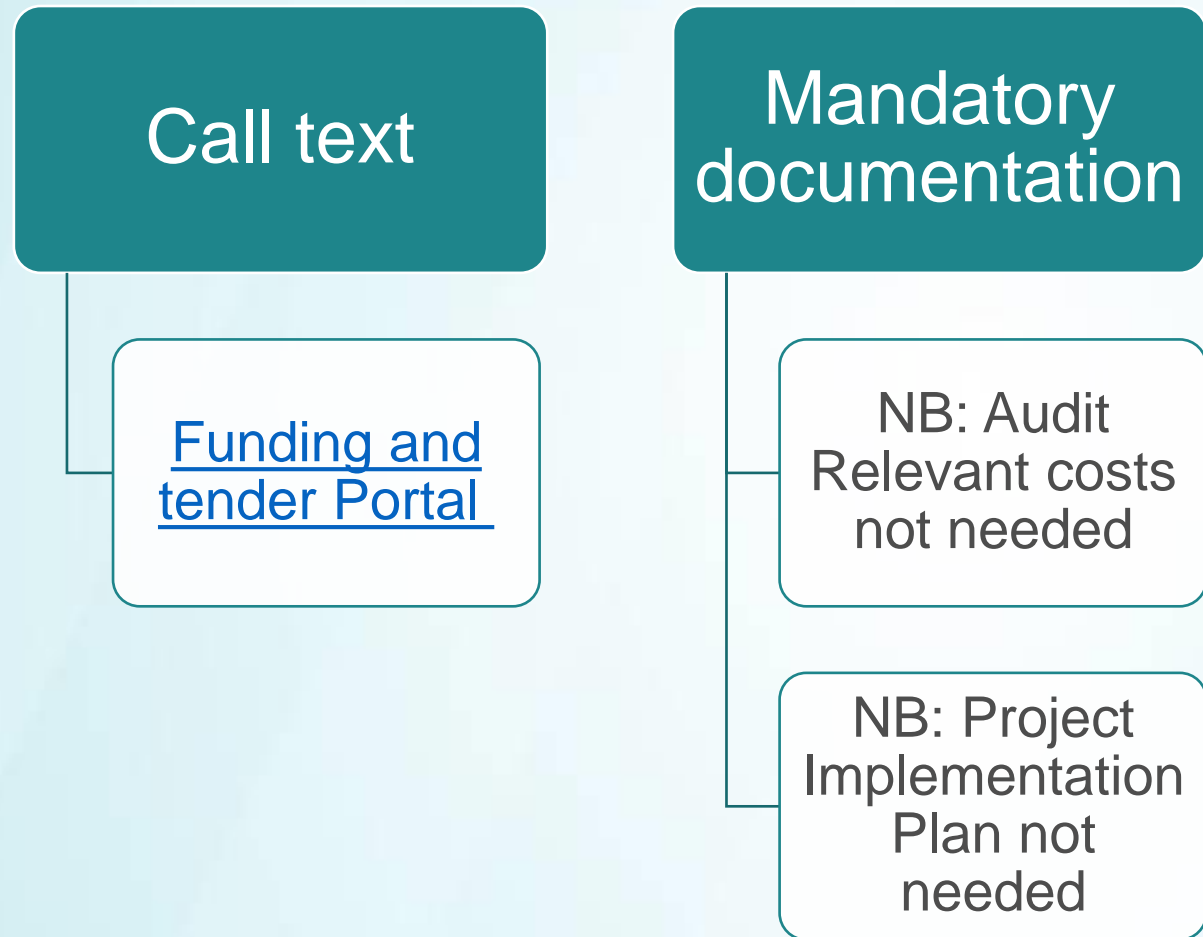 Call text
Funding and
tender Portal
Mandatory
documentation
NB: Audit
Relevant costs
not needed
NB: Project
Implementation
Plan not
needed